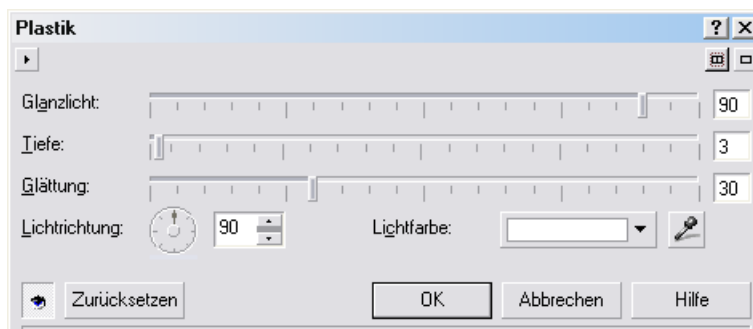 Plastik
Glanzlicht: 90
Tiefe: 3
Glättung: 30
Lichtrichtung: 90 Lichtfarbe:
Zurücksetzen OK Abbrechen Hilfe